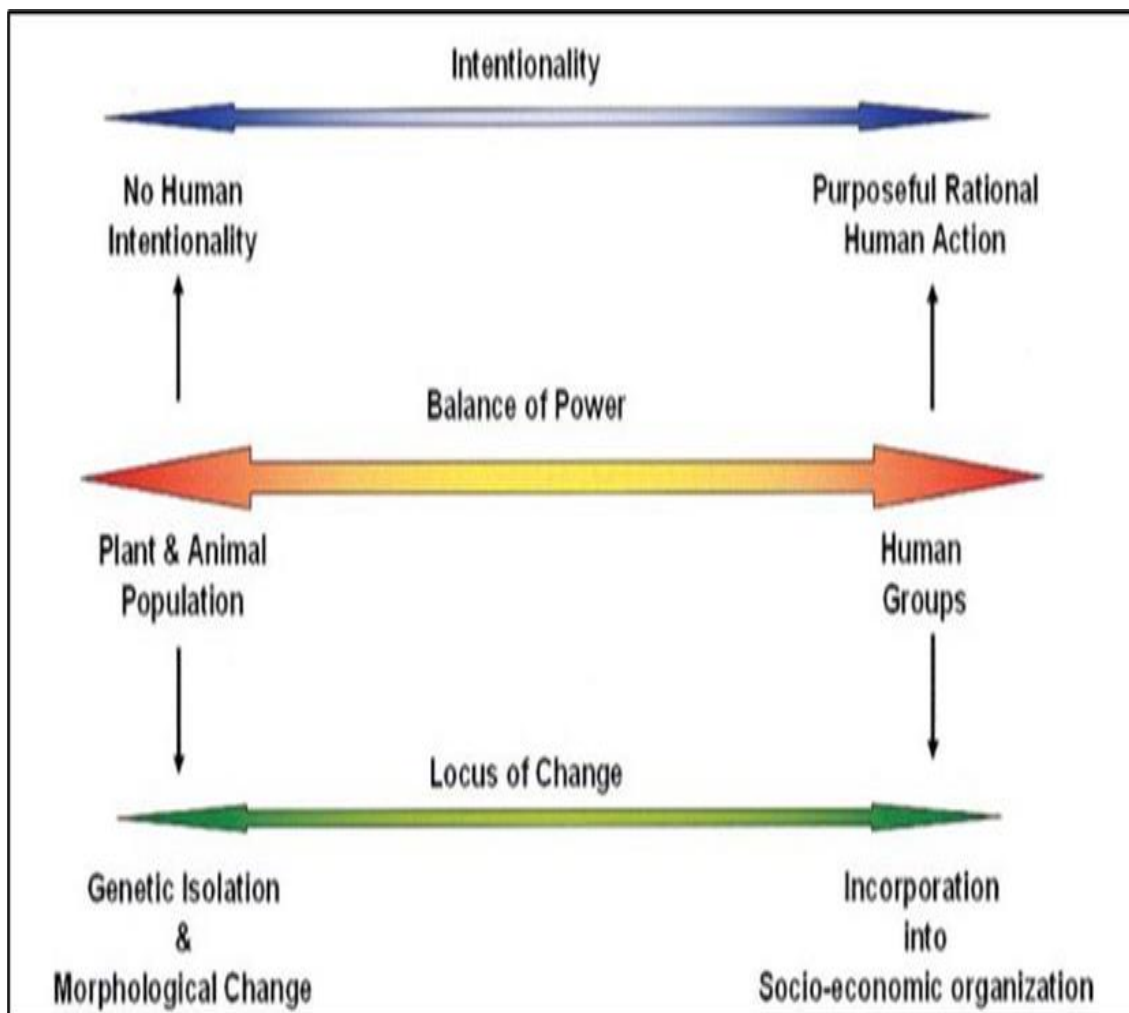 Intentionality
No Human
Intentionality
Purposeful Rational
Human Action
Balance of Power
Plant & Animal
Population
Human
Groups
Locus of Change
Genetic Isolation
&
Morphological Change
Incorporation
into
Socio-economic organization